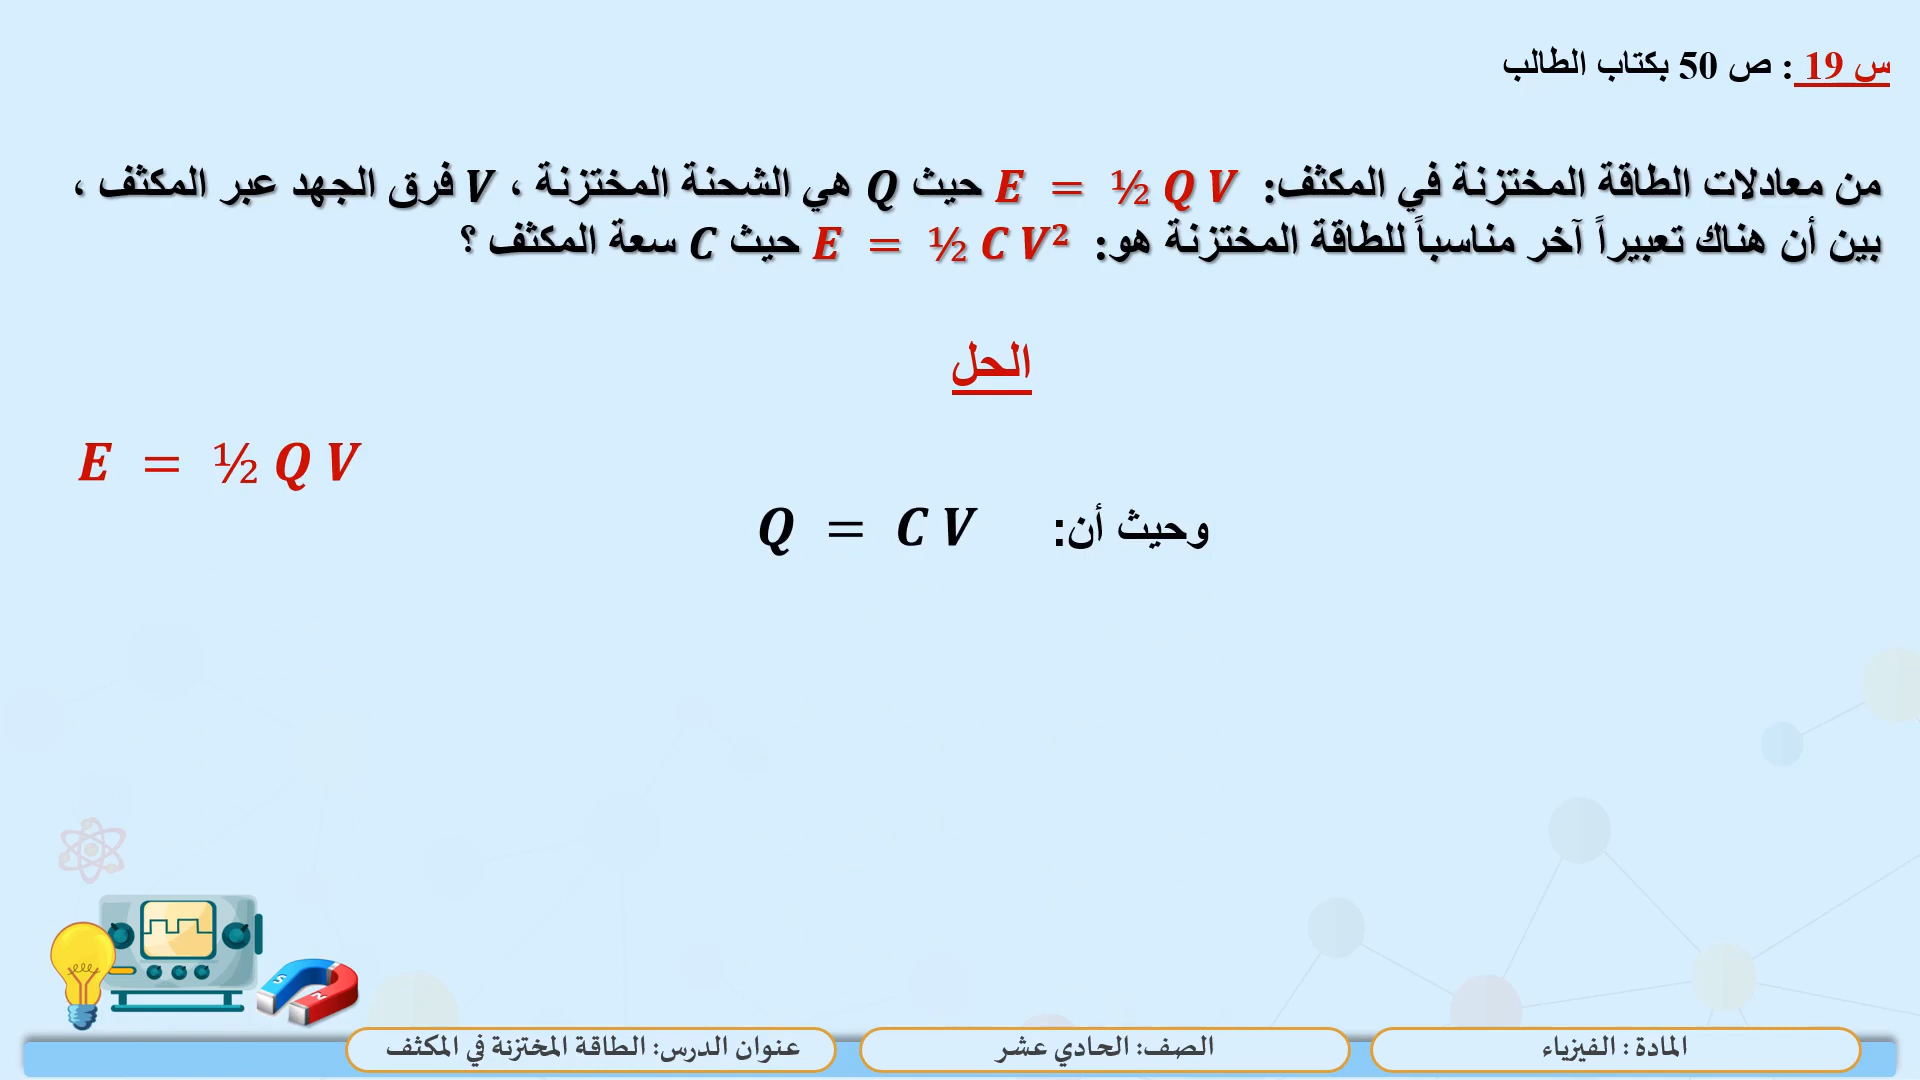 س 19 : ص 50 بكتاب الطالب
من معادلات الطاقة المختزنة في المكثف: E = ½ Q V حيث Q هي الشحنة المختزنة ، V فرق الجهد عبر المكثف ،
بين أن هناك تعبيراً آخر مناسباً للطاقة المختزنة هو: E = ½ C V² حيث C سعة المكثف ؟
الحل
E = ½ Q V
وحيث أن: Q = C V
S N
المادة : الفيزياء
الصف: الحادي عشر
عنوان الدرس: الطاقة المختزنة في المكثف